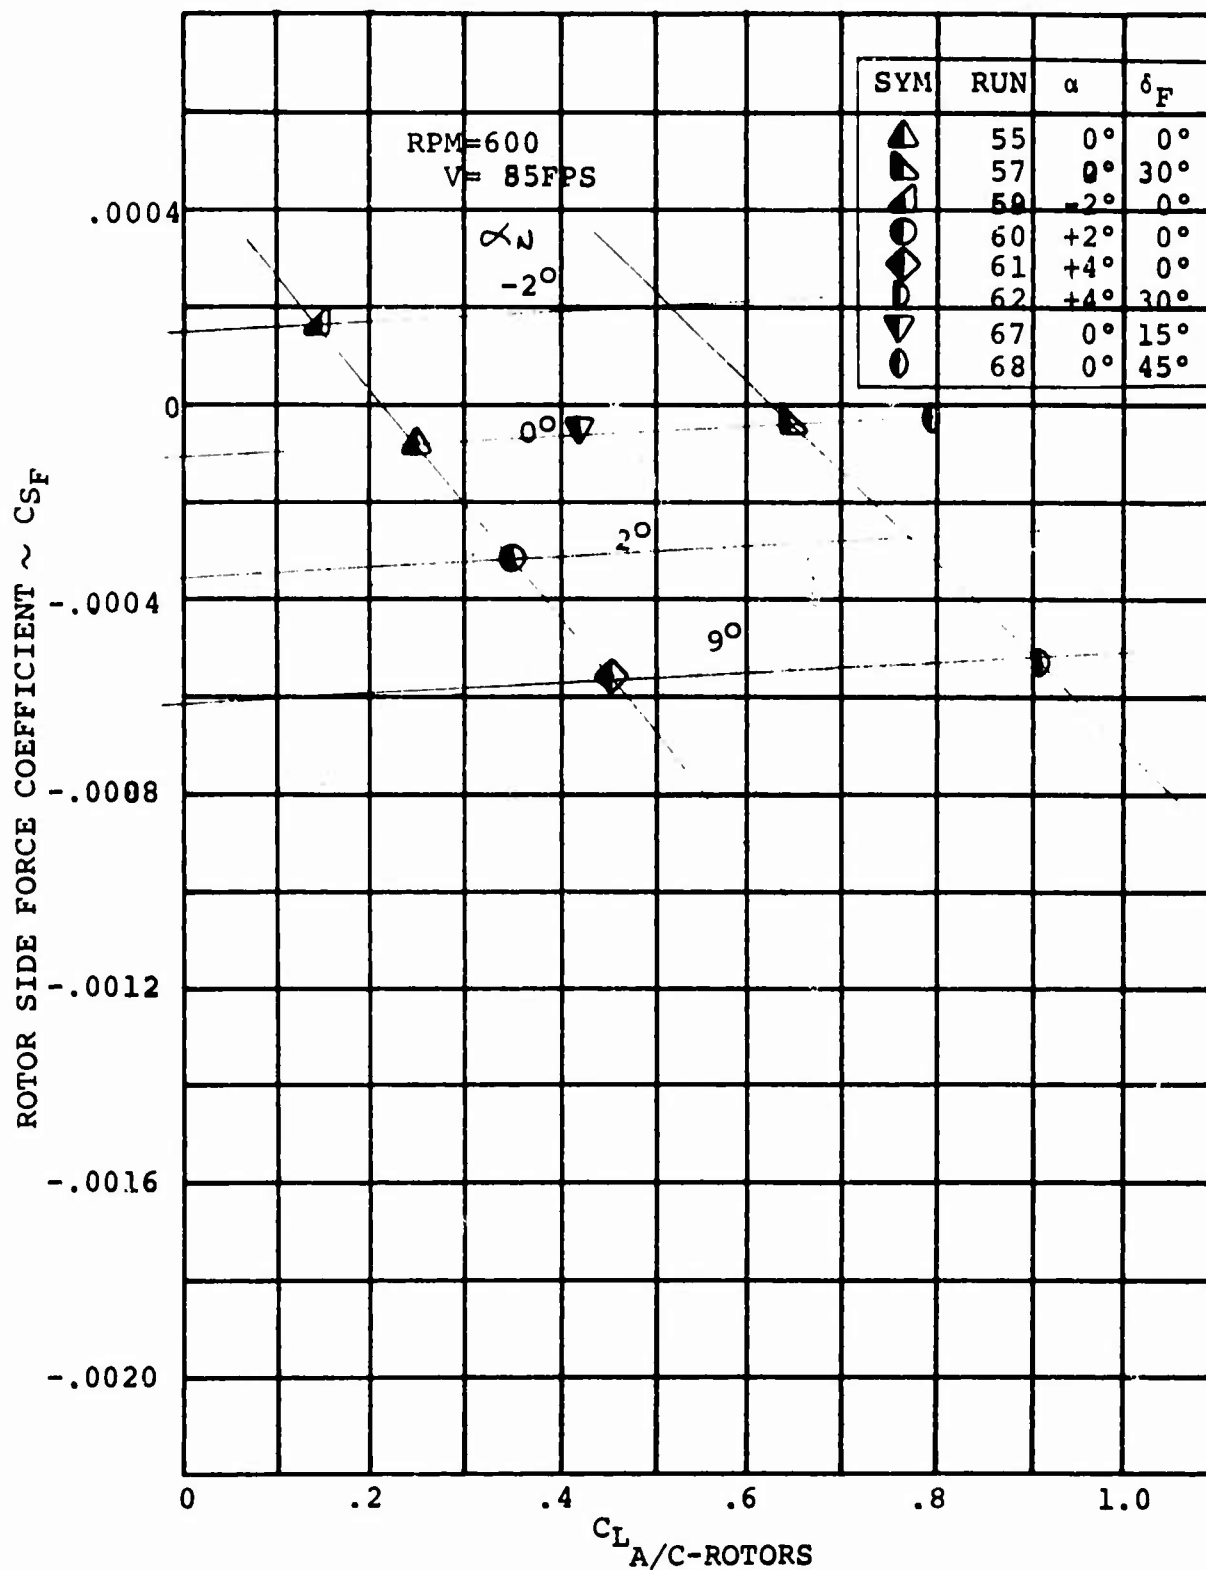 SYM RUN α δF
55 0° 0°
57 0° 30°
59 -2° 0°
60 +2° 0°
61 +4° 0°
62 +4° 30°
67 0° 15°
68 0° 45°
RPM=600
V= 85FPS
αN
-2°
0°
2°
9°
.0004
0
-.0004
-.0008
-.0012
-.0016
-.0020
ROTOR SIDE FORCE COEFFICIENT ~ CSF
0 .2 .4 .6 .8 1.0
CL A/C-ROTORS